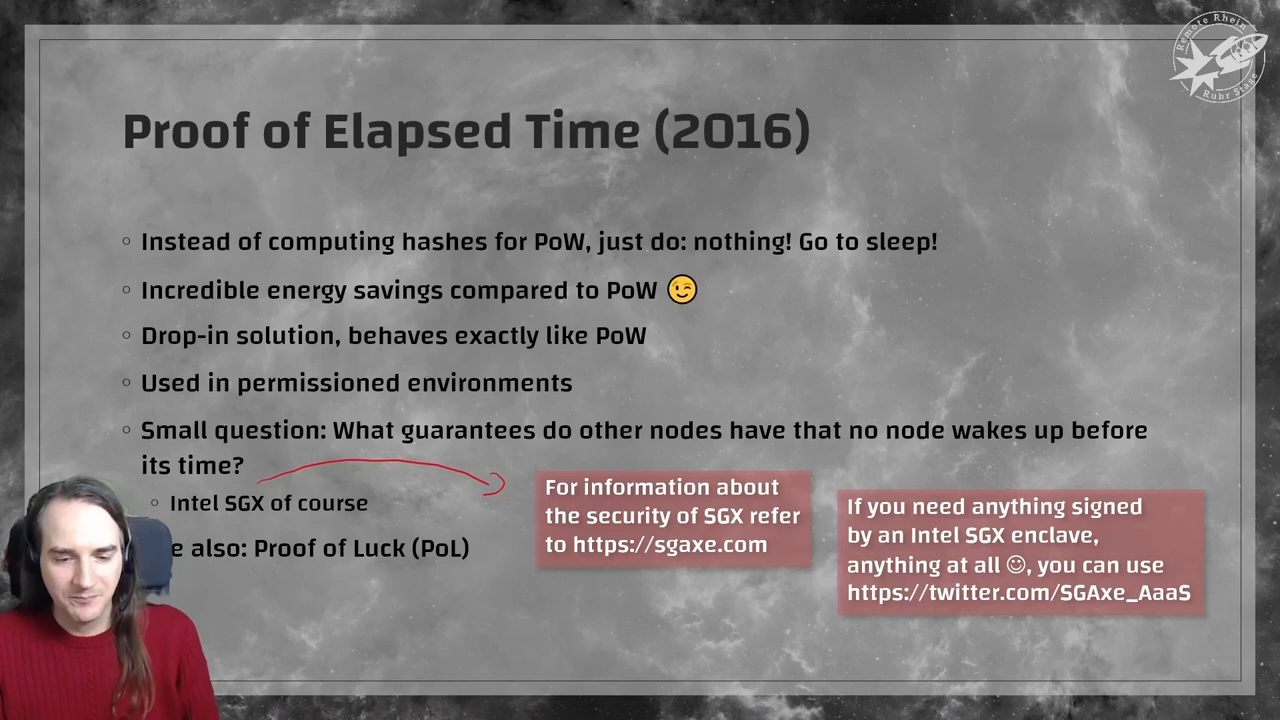 Remote Rhein
Ruhr Stage
Proof of Elapsed Time (2016)
Instead of computing hashes for PoW, just do: nothing! Go to sleep!
Incredible energy savings compared to PoW 😉
Drop-in solution, behaves exactly like PoW
Used in permissioned environments
Small question: What guarantees do other nodes have that no node wakes up before
its time?
Intel SGX of course
e also: Proof of Luck (PoL)
For information about
the security of SGX refer
to https://sgaxe.com
If you need anything signed
by an Intel SGX enclave,
anything at all ☺, you can use
https://twitter.com/SGAxe_AaaS